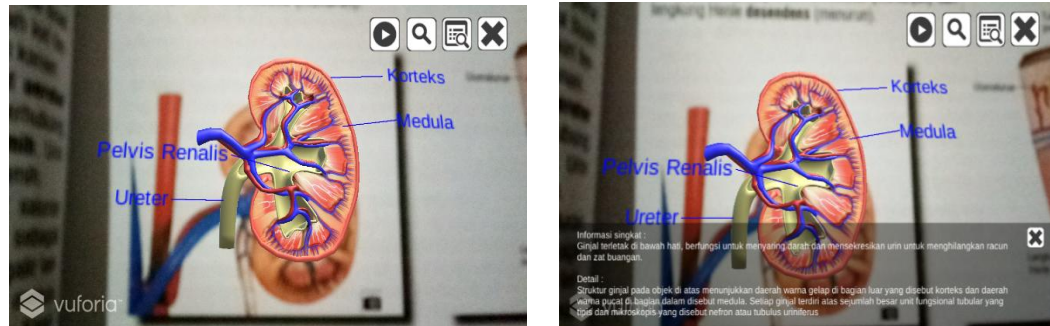 Korteks
Medula
Pelvis Renalis
Ureter
vuforia
langkung Henle desendees (menurun).
Korteks
Medula
Pelvis Renalis
Ureter
Informasi singkat :
Ginjal terletak di bawah hati, berfungsi untuk menyaring darah dan mensekresikan urin untuk menghilangkan racun
dan zat buangan.
Detail :
Struktur ginjal pada objek di atas menunjukkan daerah warna gelap di bagian luar yang disebut korteks dan daerah
warna pucat di bagian dalam disebut medula. Setiap ginjal terdiri atas sejumlah besar unit fungsional tubular yang
tipis dan mikroskopis yang disebut nefron atau tubulus uriniferus